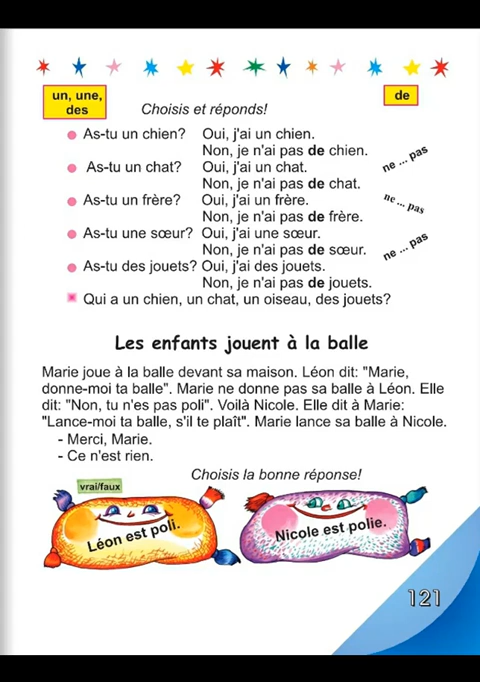 un, une,
des
de
Choisis et réponds!
As-tu un chien? Oui, j'ai un chien.
Non, je n'ai pas de chien.
ne ... pas
As-tu un chat? Oui, j'ai un chat.
Non, je n'ai pas de chat.
As-tu un frère? Oui, j'ai un frère.
ne ... pas
Non, je n'ai pas de frère.
As-tu une sœur? Oui, j'ai une sœur.
Non, je n'ai pas de sœur.
ne ... pas
As-tu des jouets? Oui, j'ai des jouets.
Non, je n'ai pas de jouets.
Qui a un chien, un chat, un oiseau, des jouets?
Les enfants jouent à la balle
Marie joue à la balle devant sa maison. Léon dit: "Marie,
donne-moi ta balle". Marie ne donne pas sa balle à Léon. Elle
dit: "Non, tu n'es pas poli". Voilà Nicole. Elle dit à Marie:
"Lance-moi ta balle, s'il te plaît". Marie lance sa balle à Nicole.
- Merci, Marie.
- Ce n'est rien.
Choisis la bonne réponse!
vrai/faux
Léon est poli.
Nicole est polie.
121